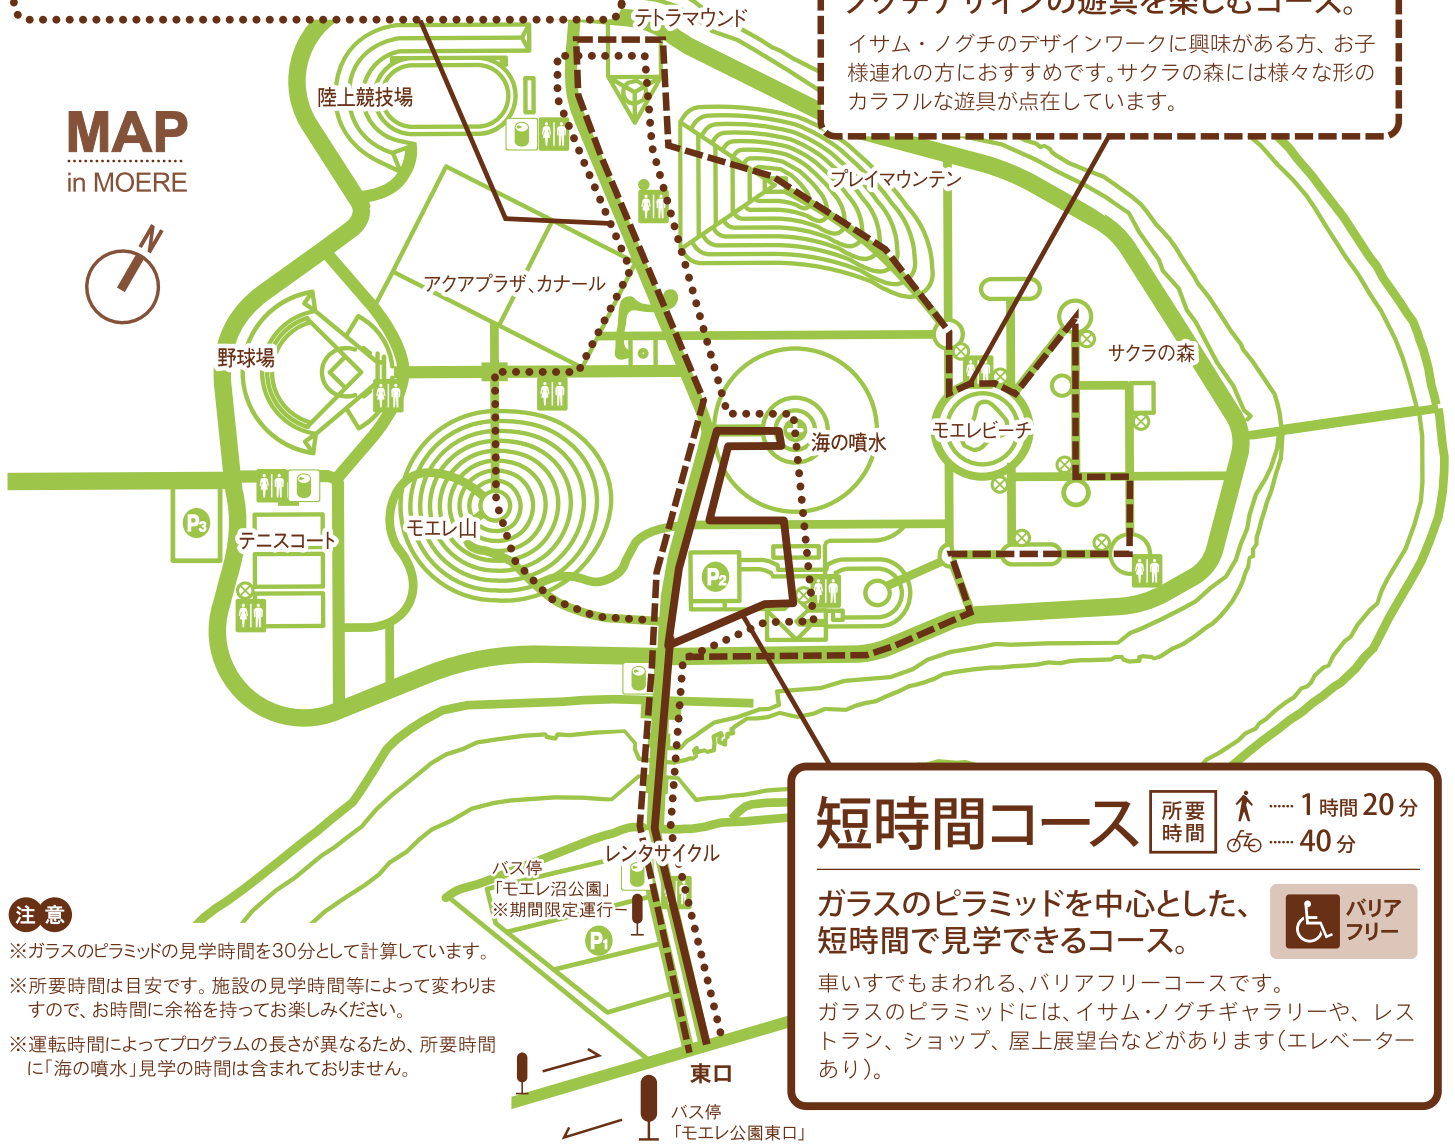 ノグチデザインの遊具を楽しむコース。
イサム・ノグチのデザインワークに興味がある方、お子
様連れの方におすすめです。サクラの森には様々な形の
カラフルな遊具が点在しています。
テトラマウンド
陸上競技場
MAP
in MOERE
N
プレイマウンテン
アクアプラザ、カナール
野球場
サクラの森
モエレビーチ
海の噴水
P3
テニスコート
モエレ山
P2
レンタサイクル
バス停
「モエレ沼公園」
※期間限定運行
P1
東口
バス停
「モエレ公園東口」
注意
※ガラスのピラミッドの見学時間を30分として計算しています。
※所要時間は目安です。施設の見学時間等によって変わりま
すので、お時間に余裕を持ってお楽しみください。
※運転時間によってプログラムの長さが異なるため、所要時間
に「海の噴水」見学の時間は含まれておりません。
短時間コース
所要
時間
······ 1時間20分
······ 40分
ガラスのピラミッドを中心とした、
短時間で見学できるコース。
バリア
フリー
車いすでもまわれる、バリアフリーコースです。
ガラスのピラミッドには、イサム・ノグチギャラリーや、レス
トラン、ショップ、屋上展望台などがあります(エレベーター
あり)。